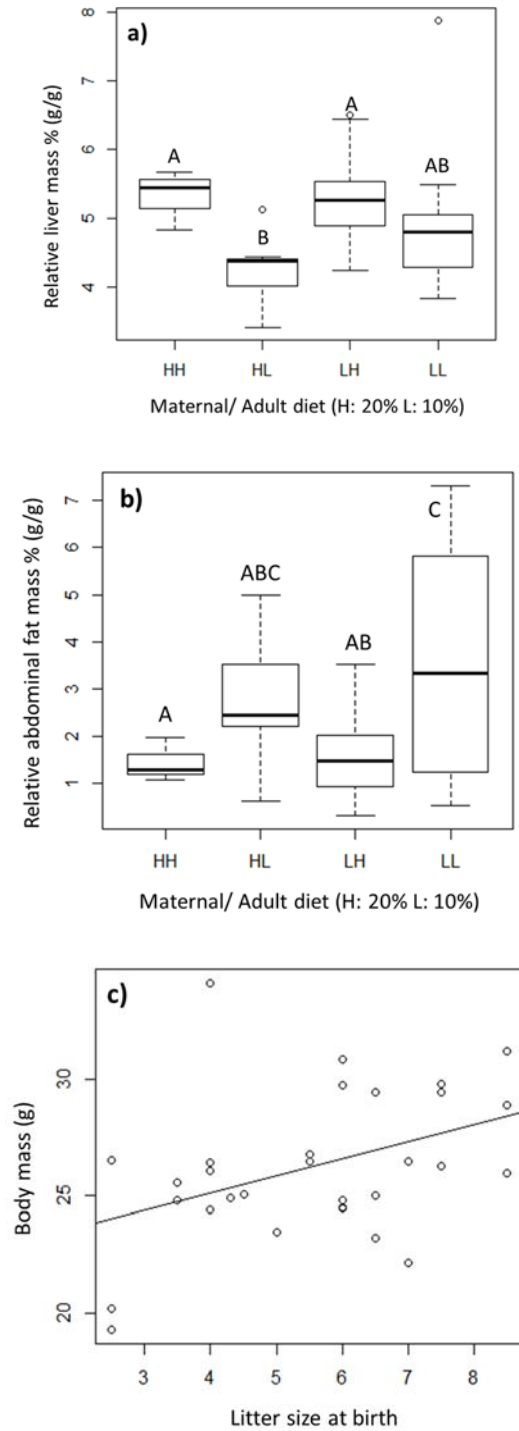 a)
Relative liver mass % (g/g)
8
7
6
5
4
A
B
A
AB
HH HL LH LL
Maternal/ Adult diet (H: 20% L: 10%)
b)
Relative abdominal fat mass % (g/g)
7
6
5
4
3
2
1
A
ABC
AB
C
HH HL LH LL
Maternal/ Adult diet (H: 20% L: 10%)
c)
Body mass (g)
30
25
20
3 4 5 6 7 8
Litter size at birth